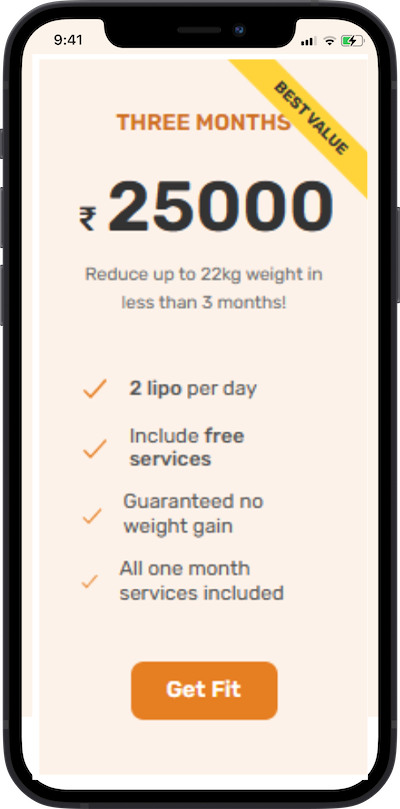 9:41
BEST VALUE
THREE MONTHS
₹ 25000
Reduce up to 22kg weight in
less than 3 months!
2 lipo per day
Include free
services
Guaranteed no
weight gain
All one month
services included
Get Fit